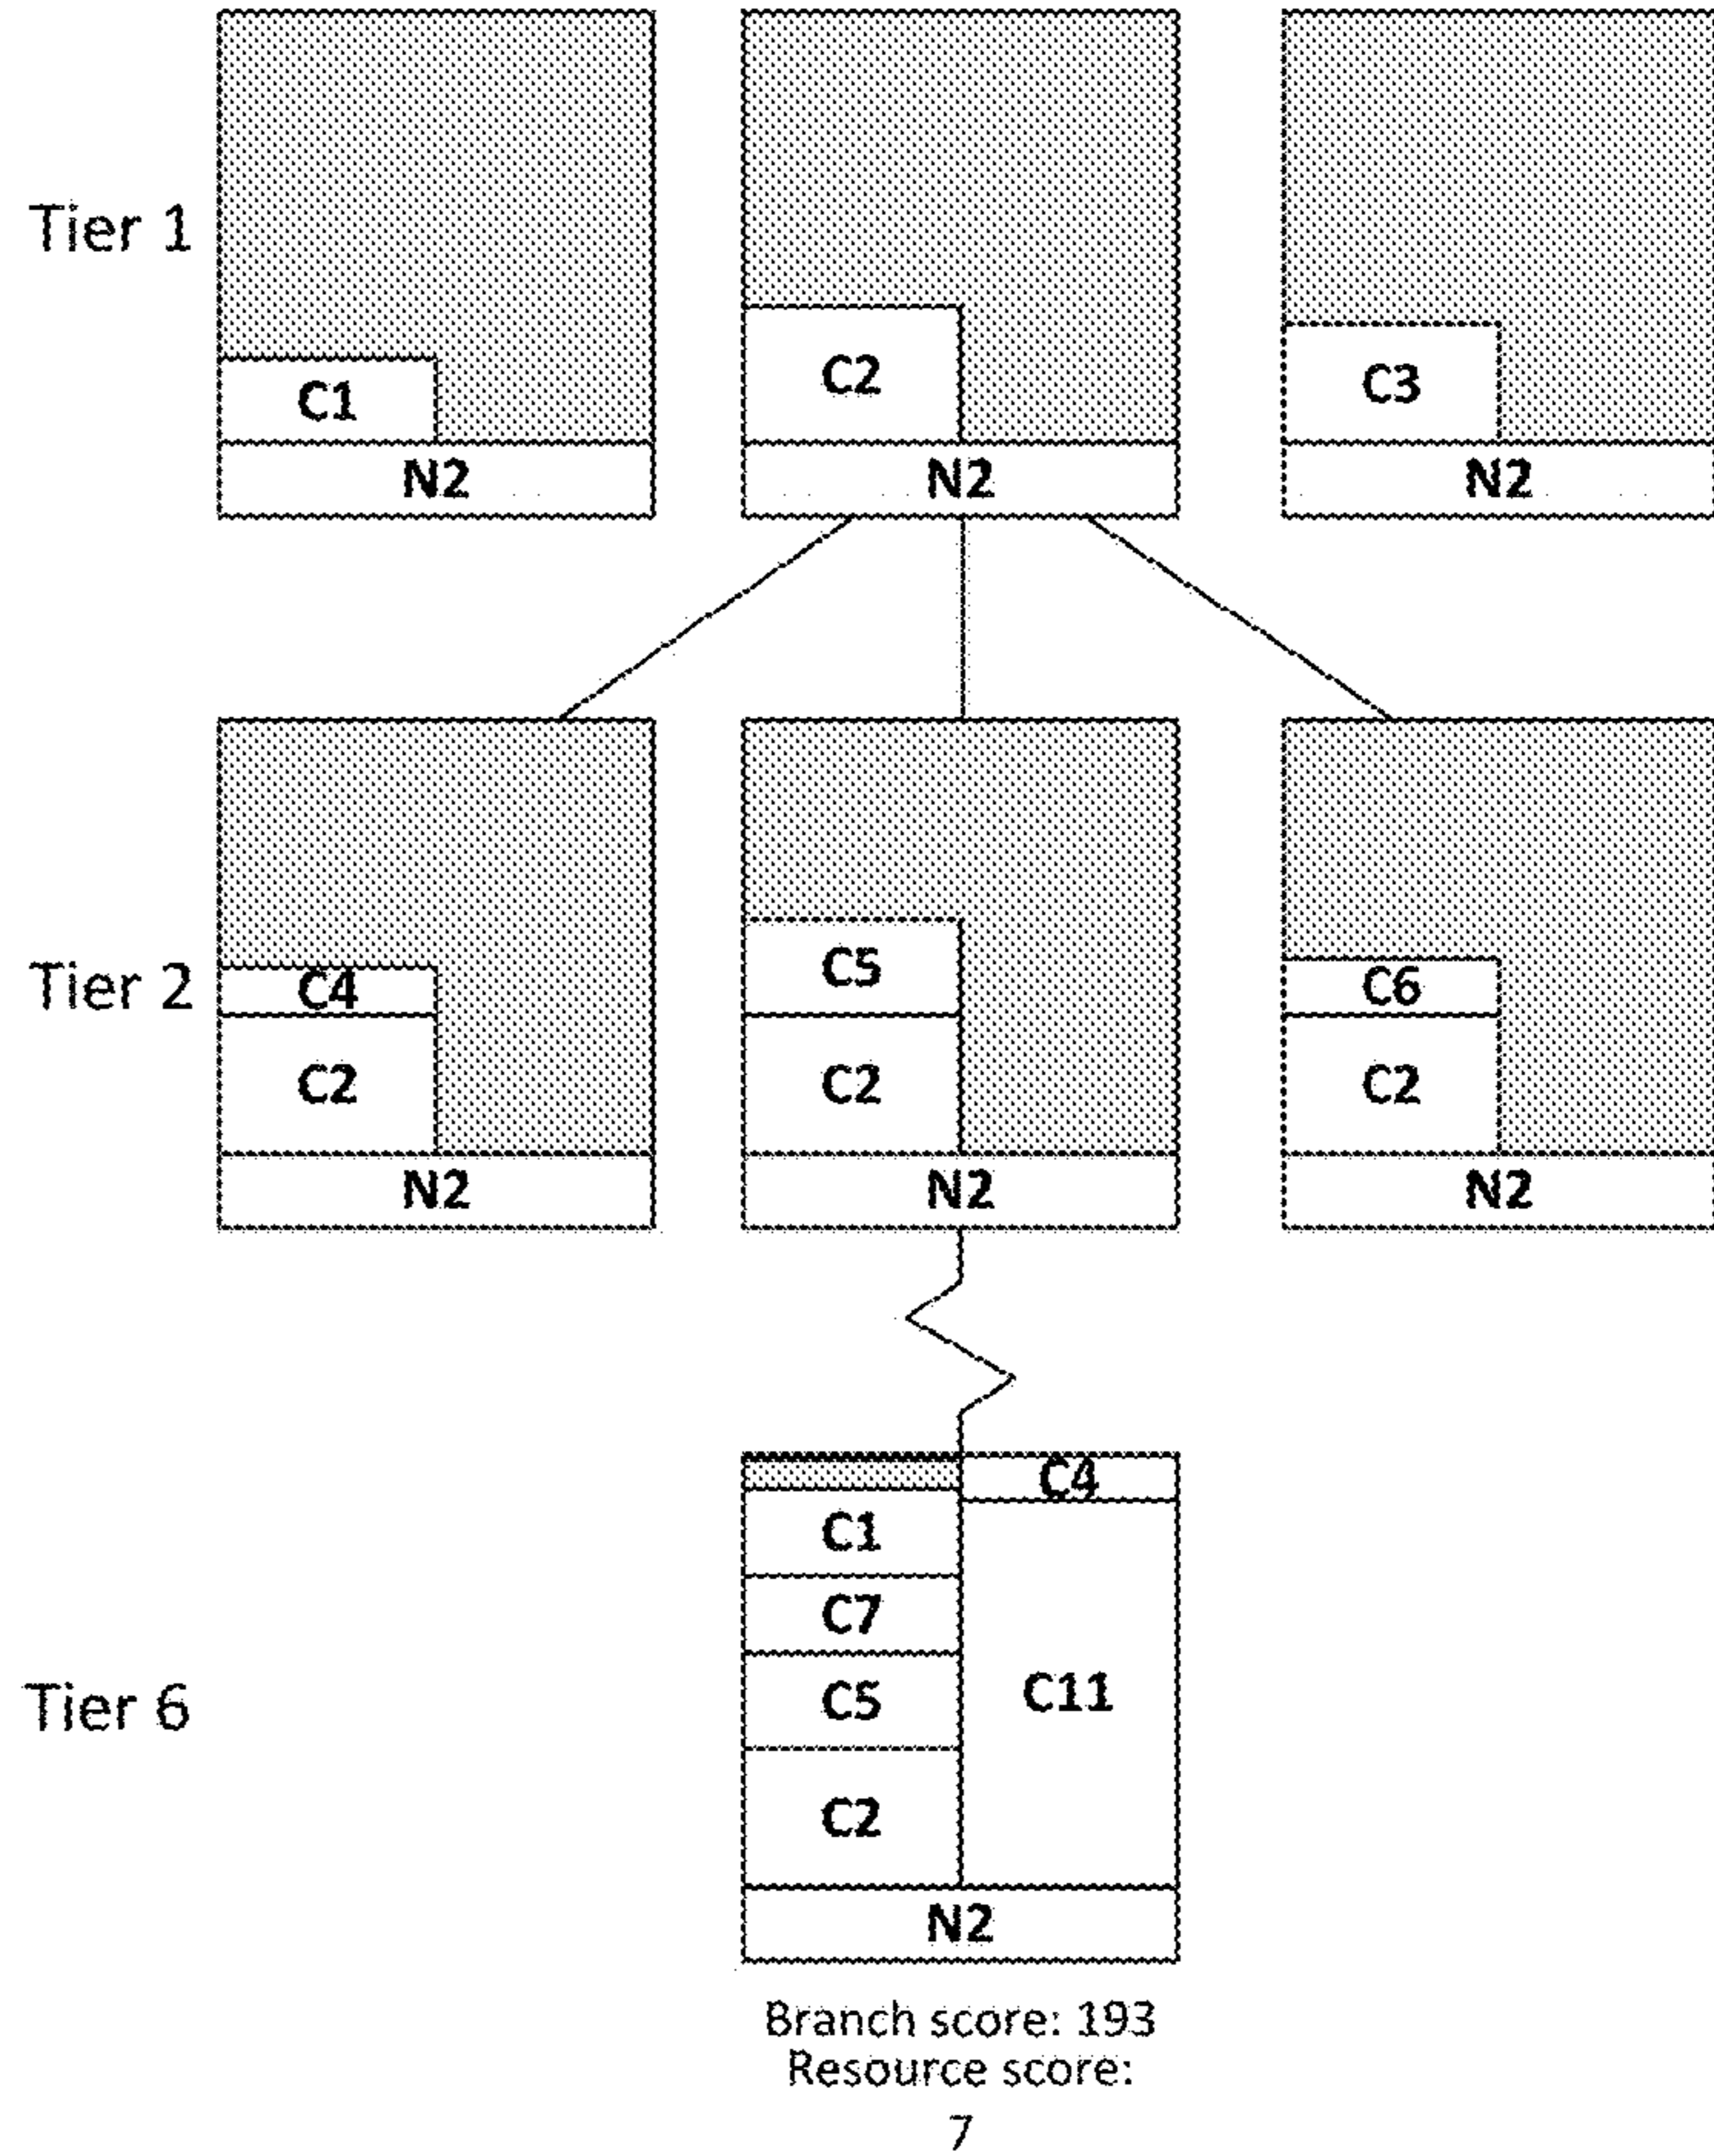 Tier 1
C1
N2
C2
N2
C3
N2
Tier 2
C4
C2
N2
C5
C2
N2
C6
C2
N2
Tier 6
C1
C7
C5
C2
C4
C11
N2
Branch score: 193
Resource score:
7